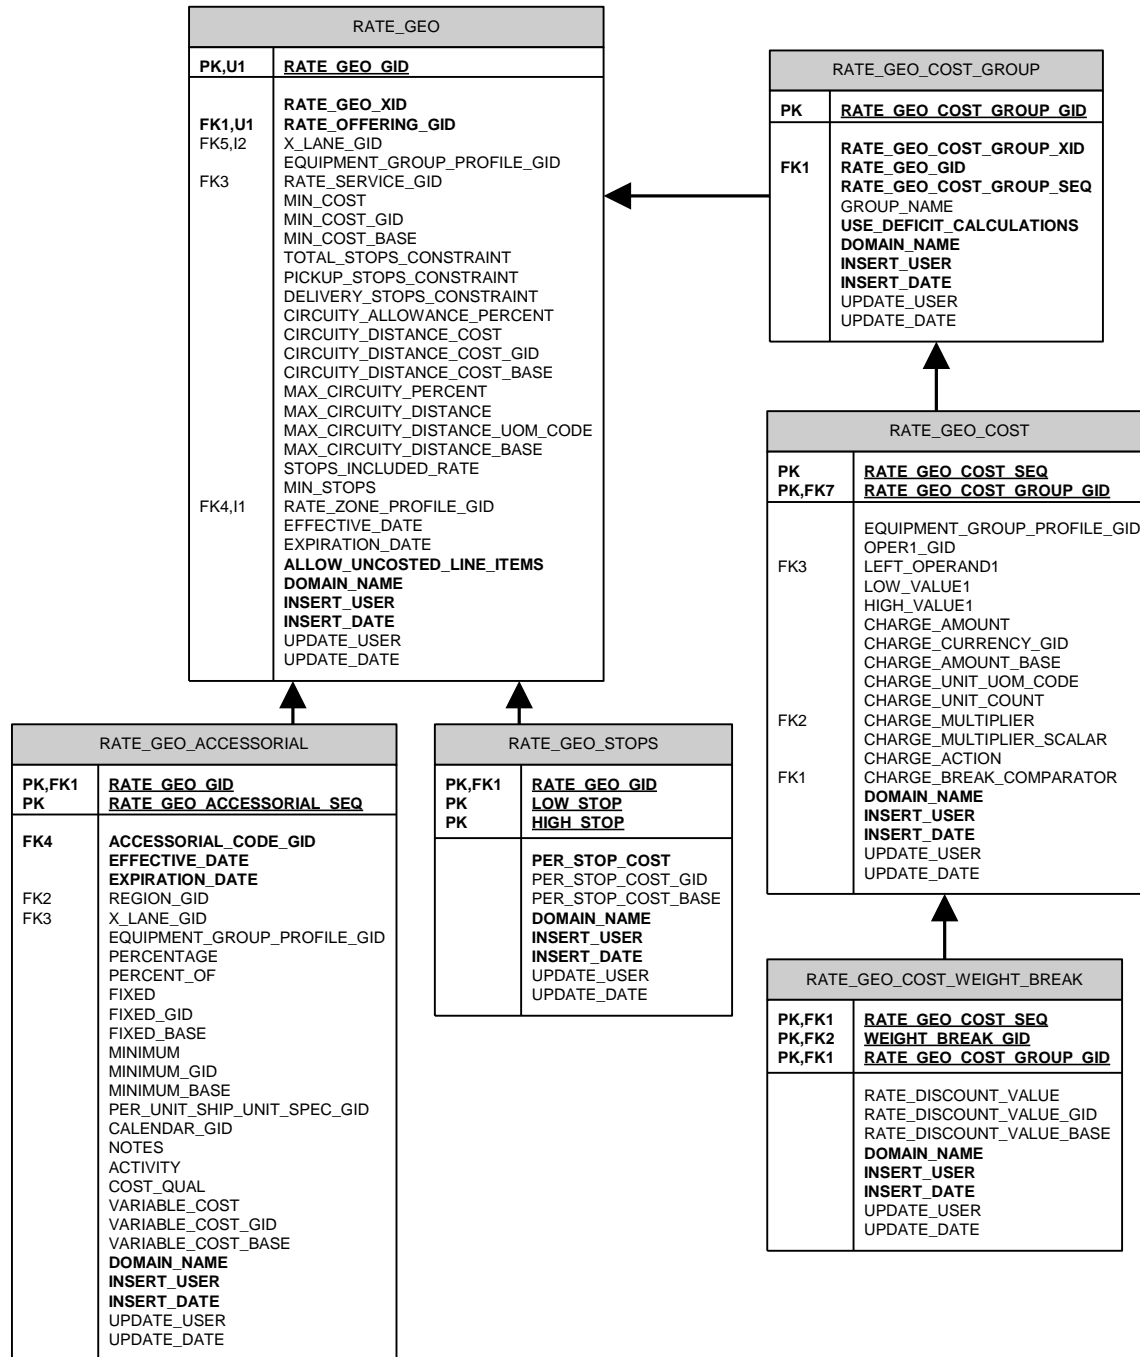 RATE_GEO
PK,U1 RATE_GEO_GID
RATE_GEO_XID
FK1,U1 RATE_OFFERING_GID
FK5,I2 X_LANE_GID
EQUIPMENT_GROUP_PROFILE_GID
FK3 RATE_SERVICE_GID
MIN_COST
MIN_COST_GID
MIN_COST_BASE
TOTAL_STOPS_CONSTRAINT
PICKUP_STOPS_CONSTRAINT
DELIVERY_STOPS_CONSTRAINT
CIRCUITY_ALLOWANCE_PERCENT
CIRCUITY_DISTANCE_COST
CIRCUITY_DISTANCE_COST_GID
CIRCUITY_DISTANCE_COST_BASE
MAX_CIRCUITY_PERCENT
MAX_CIRCUITY_DISTANCE
MAX_CIRCUITY_DISTANCE_UOM_CODE
MAX_CIRCUITY_DISTANCE_BASE
STOPS_INCLUDED_RATE
MIN_STOPS
FK4,I1 RATE_ZONE_PROFILE_GID
EFFECTIVE_DATE
EXPIRATION_DATE
ALLOW_UNCOSTED_LINE_ITEMS
DOMAIN_NAME
INSERT_USER
INSERT_DATE
UPDATE_USER
UPDATE_DATE
RATE_GEO_COST_GROUP
PK RATE_GEO_COST_GROUP_GID
RATE_GEO_COST_GROUP_XID
FK1 RATE_GEO_GID
RATE_GEO_COST_GROUP_SEQ
GROUP_NAME
USE_DEFICIT_CALCULATIONS
DOMAIN_NAME
INSERT_USER
INSERT_DATE
UPDATE_USER
UPDATE_DATE
RATE_GEO_COST
PK RATE_GEO_COST_SEQ
PK,FK7 RATE_GEO_COST_GROUP_GID
EQUIPMENT_GROUP_PROFILE_GID
OPER1_GID
FK3 LEFT_OPERAND1
LOW_VALUE1
HIGH_VALUE1
CHARGE_AMOUNT
CHARGE_CURRENCY_GID
CHARGE_AMOUNT_BASE
CHARGE_UNIT_UOM_CODE
CHARGE_UNIT_COUNT
FK2 CHARGE_MULTIPLIER
CHARGE_MULTIPLIER_SCALAR
CHARGE_ACTION
FK1 CHARGE_BREAK_COMPARATOR
DOMAIN_NAME
INSERT_USER
INSERT_DATE
UPDATE_USER
UPDATE_DATE
RATE_GEO_ACCESSORIAL
PK,FK1 RATE_GEO_GID
PK RATE_GEO_ACCESSORIAL_SEQ
FK4 ACCESSORIAL_CODE_GID
EFFECTIVE_DATE
EXPIRATION_DATE
FK2 REGION_GID
FK3 X_LANE_GID
EQUIPMENT_GROUP_PROFILE_GID
PERCENTAGE
PERCENT_OF
FIXED
FIXED_GID
FIXED_BASE
MINIMUM
MINIMUM_GID
MINIMUM_BASE
PER_UNIT_SHIP_UNIT_SPEC_GID
CALENDAR_GID
NOTES
ACTIVITY
COST_QUAL
VARIABLE_COST
VARIABLE_COST_GID
VARIABLE_COST_BASE
DOMAIN_NAME
INSERT_USER
INSERT_DATE
UPDATE_USER
UPDATE_DATE
RATE_GEO_STOPS
PK,FK1 RATE_GEO_GID
PK LOW_STOP
PK HIGH_STOP
PER_STOP_COST
PER_STOP_COST_GID
PER_STOP_COST_BASE
DOMAIN_NAME
INSERT_USER
INSERT_DATE
UPDATE_USER
UPDATE_DATE
RATE_GEO_COST_WEIGHT_BREAK
PK,FK1 RATE_GEO_COST_SEQ
PK,FK2 WEIGHT_BREAK_GID
PK,FK1 RATE_GEO_COST_GROUP_GID
RATE_DISCOUNT_VALUE
RATE_DISCOUNT_VALUE_GID
RATE_DISCOUNT_VALUE_BASE
DOMAIN_NAME
INSERT_USER
INSERT_DATE
UPDATE_USER
UPDATE_DATE